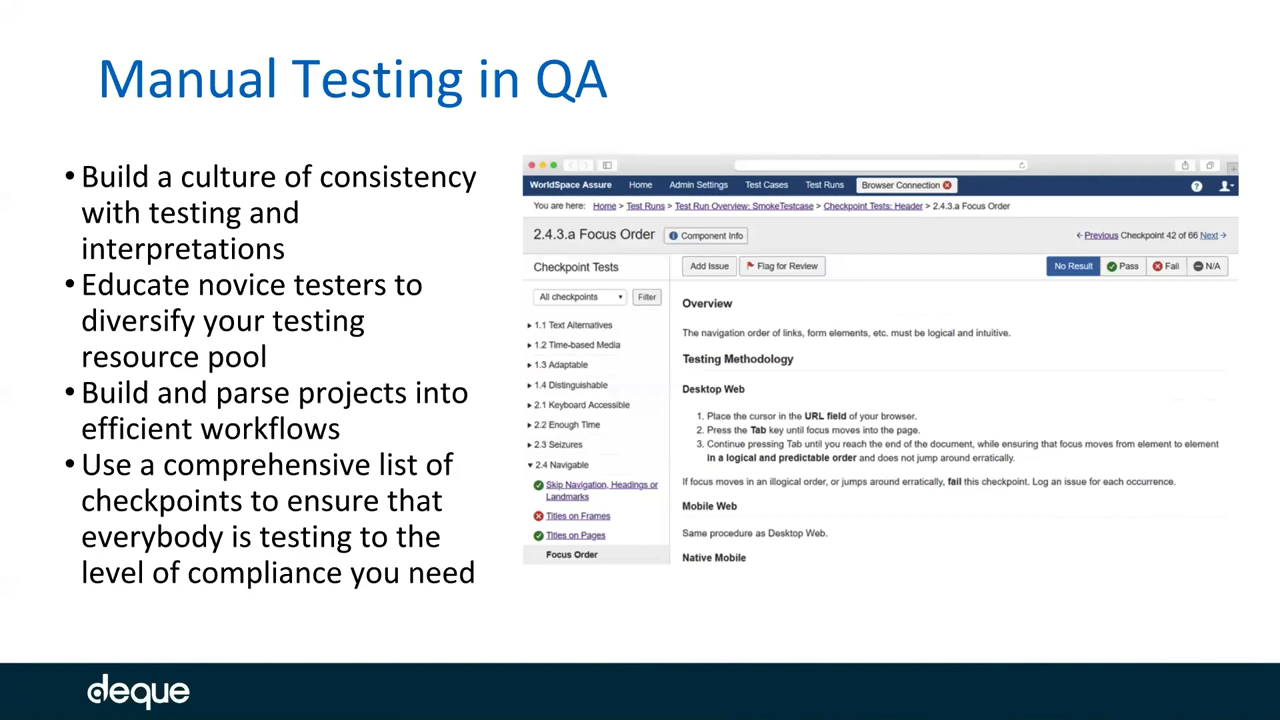 Manual Testing in QA
• Build a culture of consistency
with testing and
interpretations
• Educate novice testers to
diversify your testing
resource pool
• Build and parse projects into
efficient workflows
• Use a comprehensive list of
checkpoints to ensure that
everybody is testing to the
level of compliance you need
WorldSpace Assure Home Admin Settings Test Cases Test Runs Browser Connection
You are here: Home > Test Runs > Test Run Overview: SmokeTestcase > Checkpoint Tests: Header > 2.4.3.a Focus Order
2.4.3.a Focus Order Component Info
Previous Checkpoint 42 of 66 Next
Checkpoint Tests
All checkpoints Filter
1.1 Text Alternatives
1.2 Time-based Media
1.3 Adaptable
1.4 Distinguishable
2.1 Keyboard Accessible
2.2 Enough Time
2.3 Seizures
2.4 Navigable
Skip Navigation, Headings or
Landmarks
Titles on Frames
Titles on Pages
Focus Order
Add Issue Flag for Review No Result Pass Fail N/A
Overview
The navigation order of links, form elements, etc. must be logical and intuitive.
Testing Methodology
Desktop Web
1. Place the cursor in the URL field of your browser.
2. Press the Tab key until focus moves into the page.
3. Continue pressing Tab until you reach the end of the document, while ensuring that focus moves from element to element
in a logical and predictable order and does not jump around erratically.
If focus moves in an illogical order, or jumps around erratically, fail this checkpoint. Log an issue for each occurrence.
Mobile Web
Same procedure as Desktop Web.
Native Mobile
deque